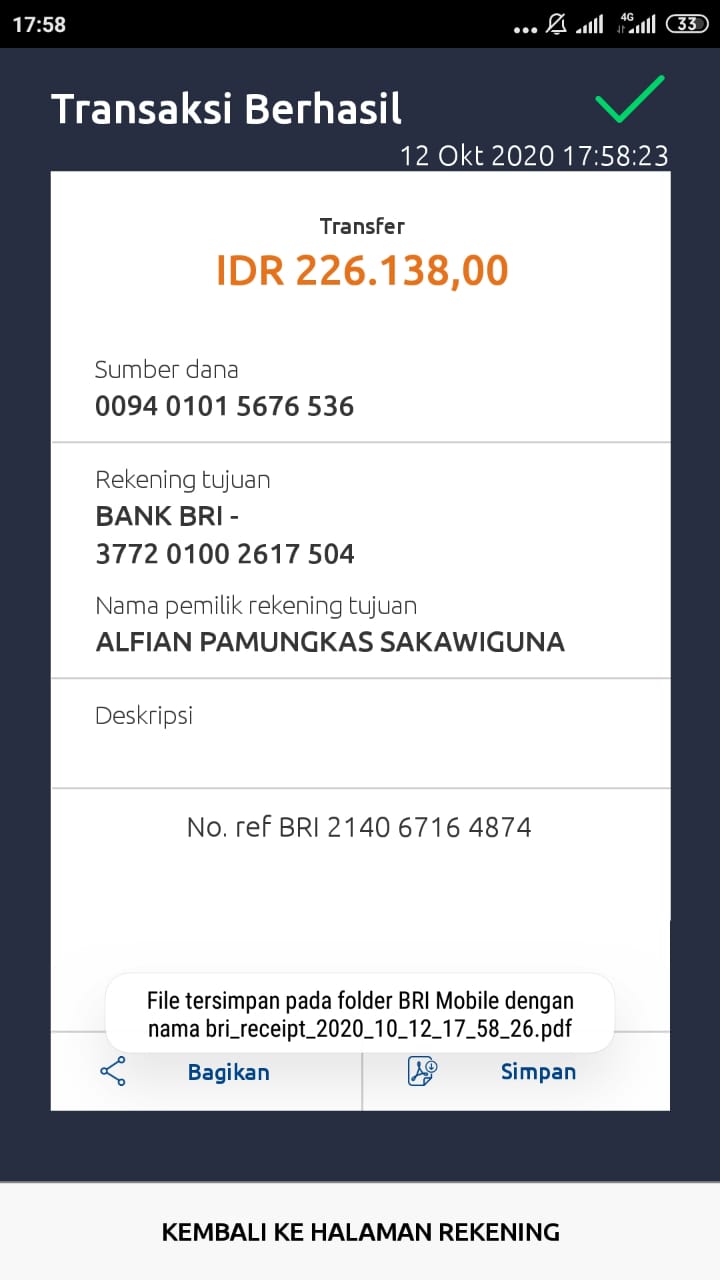 17:58
4G
33
Transaksi Berhasil
12 Okt 2020 17:58:23
Transfer
IDR 226.138,00
Sumber dana
0094 0101 5676 536
Rekening tujuan
BANK BRI -
3772 0100 2617 504
Nama pemilik rekening tujuan
ALFIAN PAMUNGKAS SAKAWIGUNA
Deskripsi
No. ref BRI 2140 6716 4874
File tersimpan pada folder BRI Mobile dengan
nama bri_receipt_2020_10_12_17_58_26.pdf
Bagikan
Simpan
KEMBALI KE HALAMAN REKENING